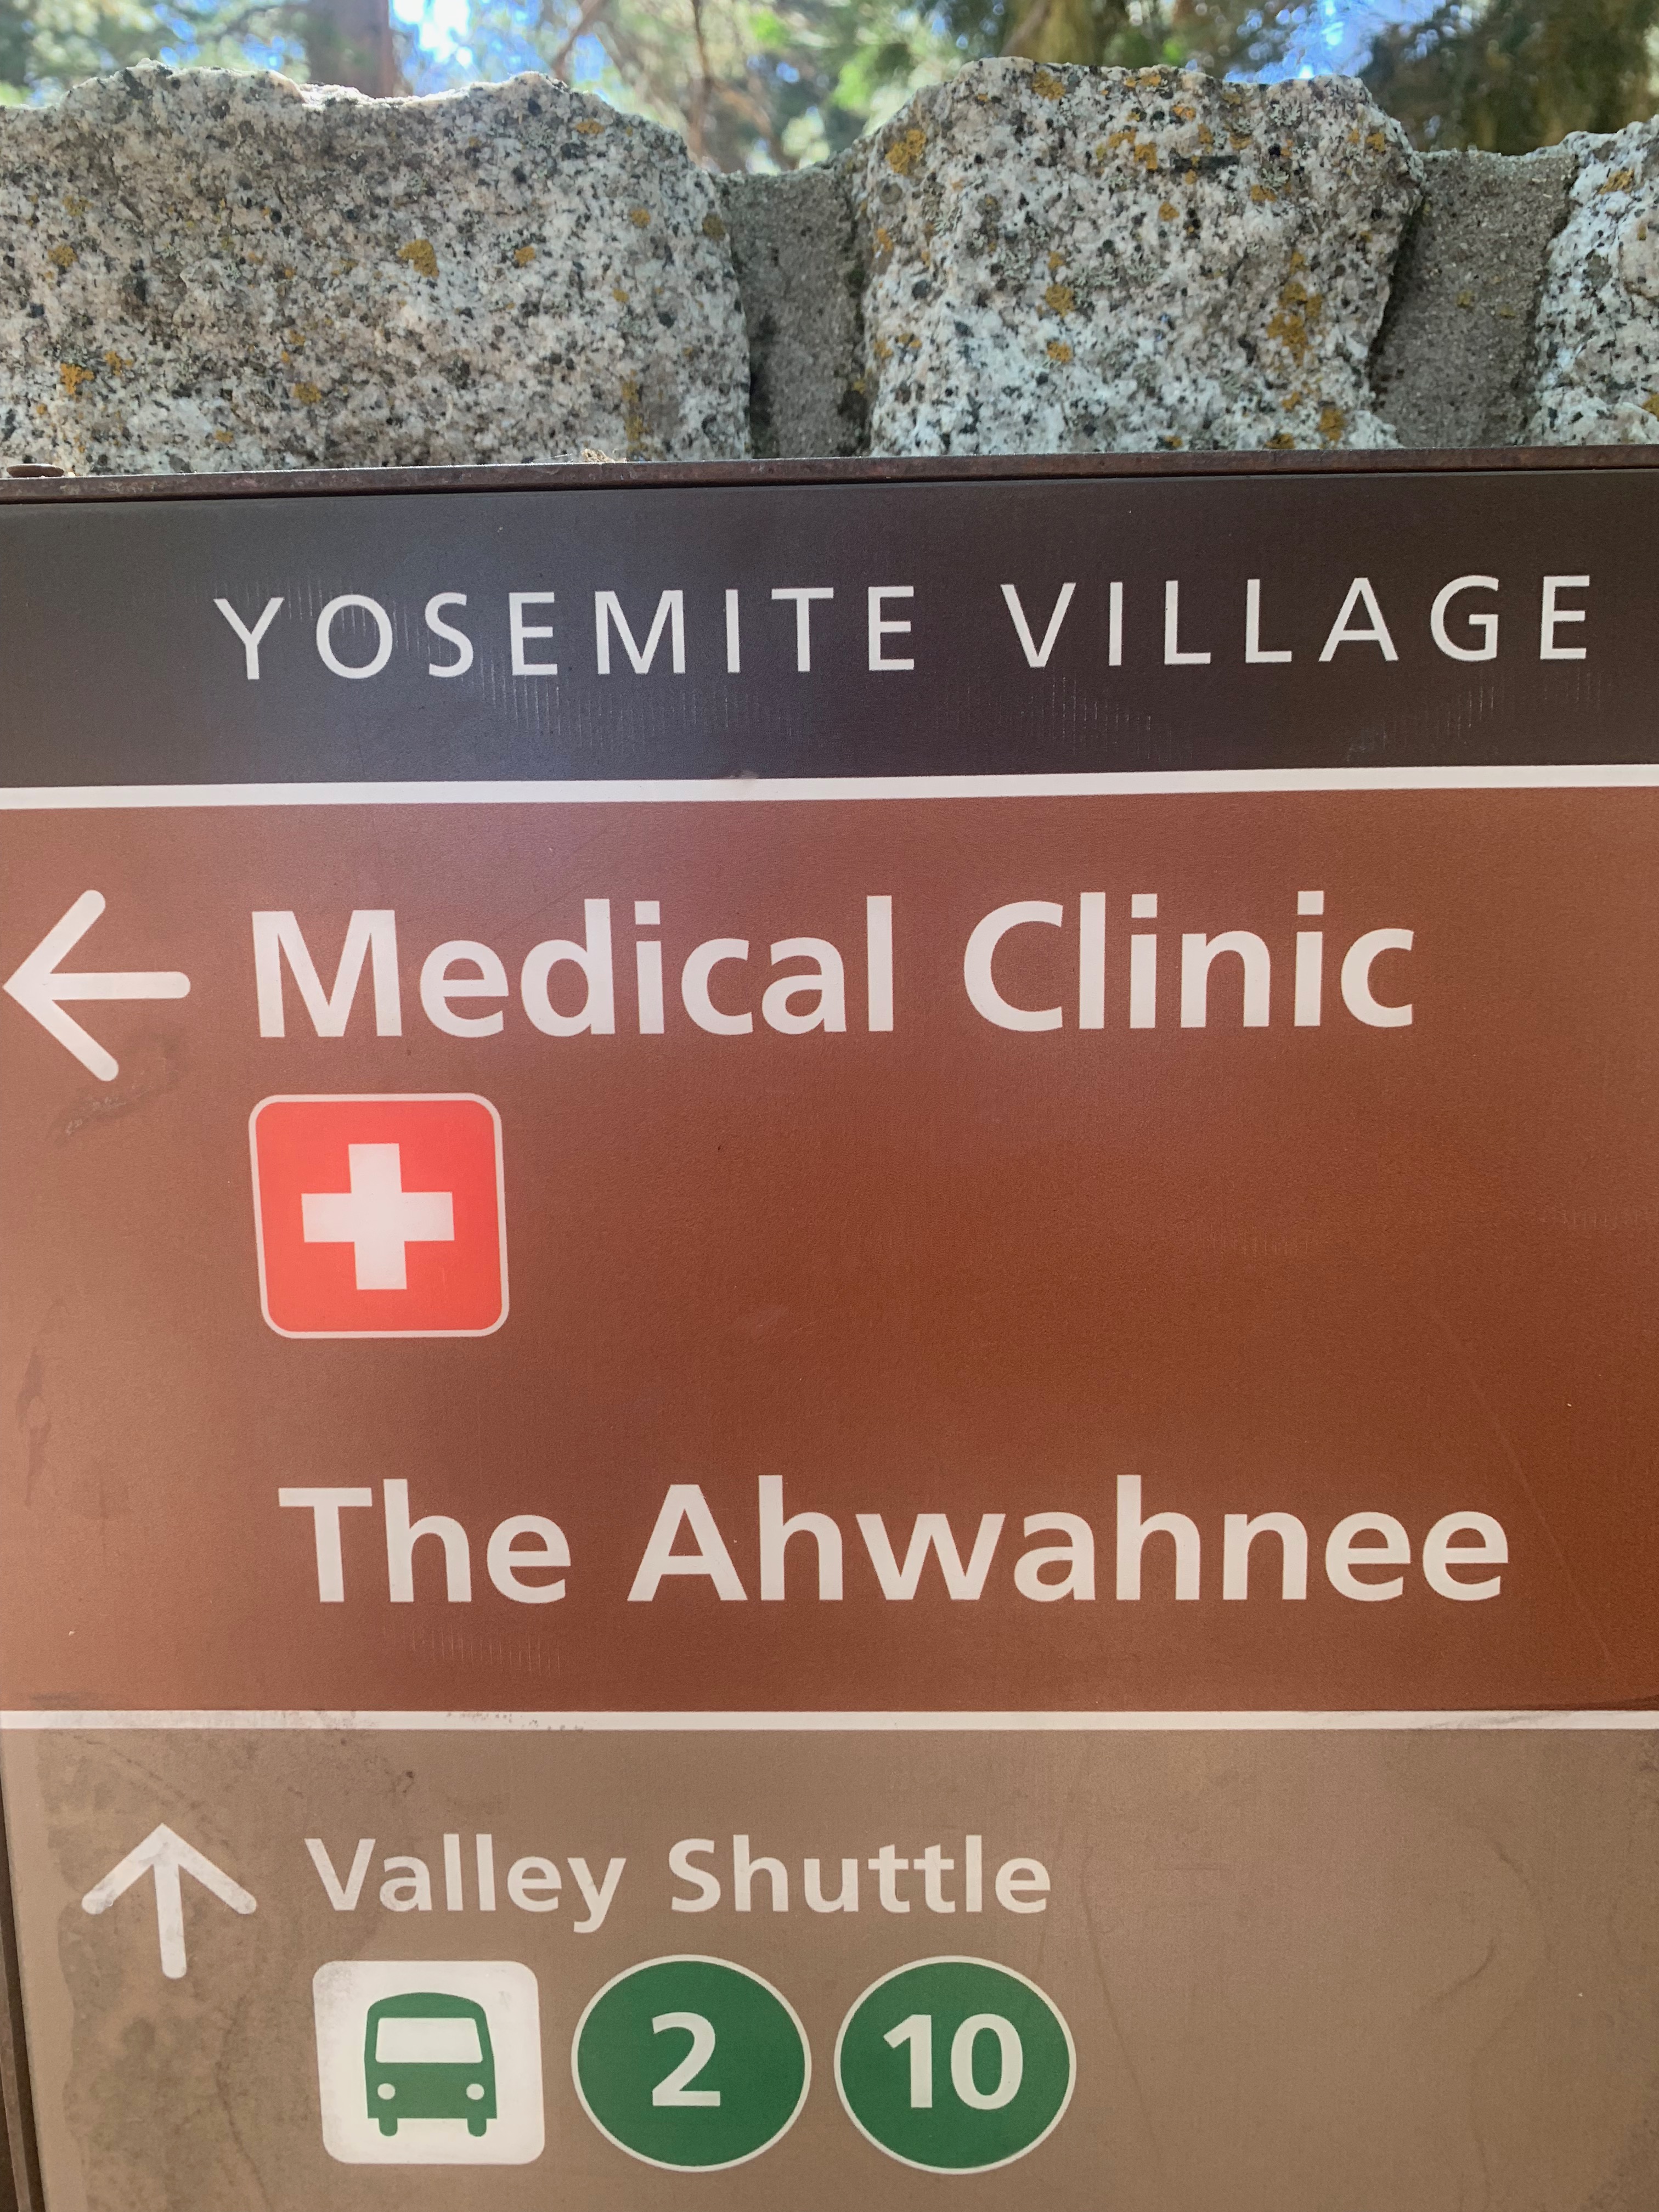 YOSEMITE VILLAGE
Medical Clinic
The Ahwahnee
Valley Shuttle
2 10